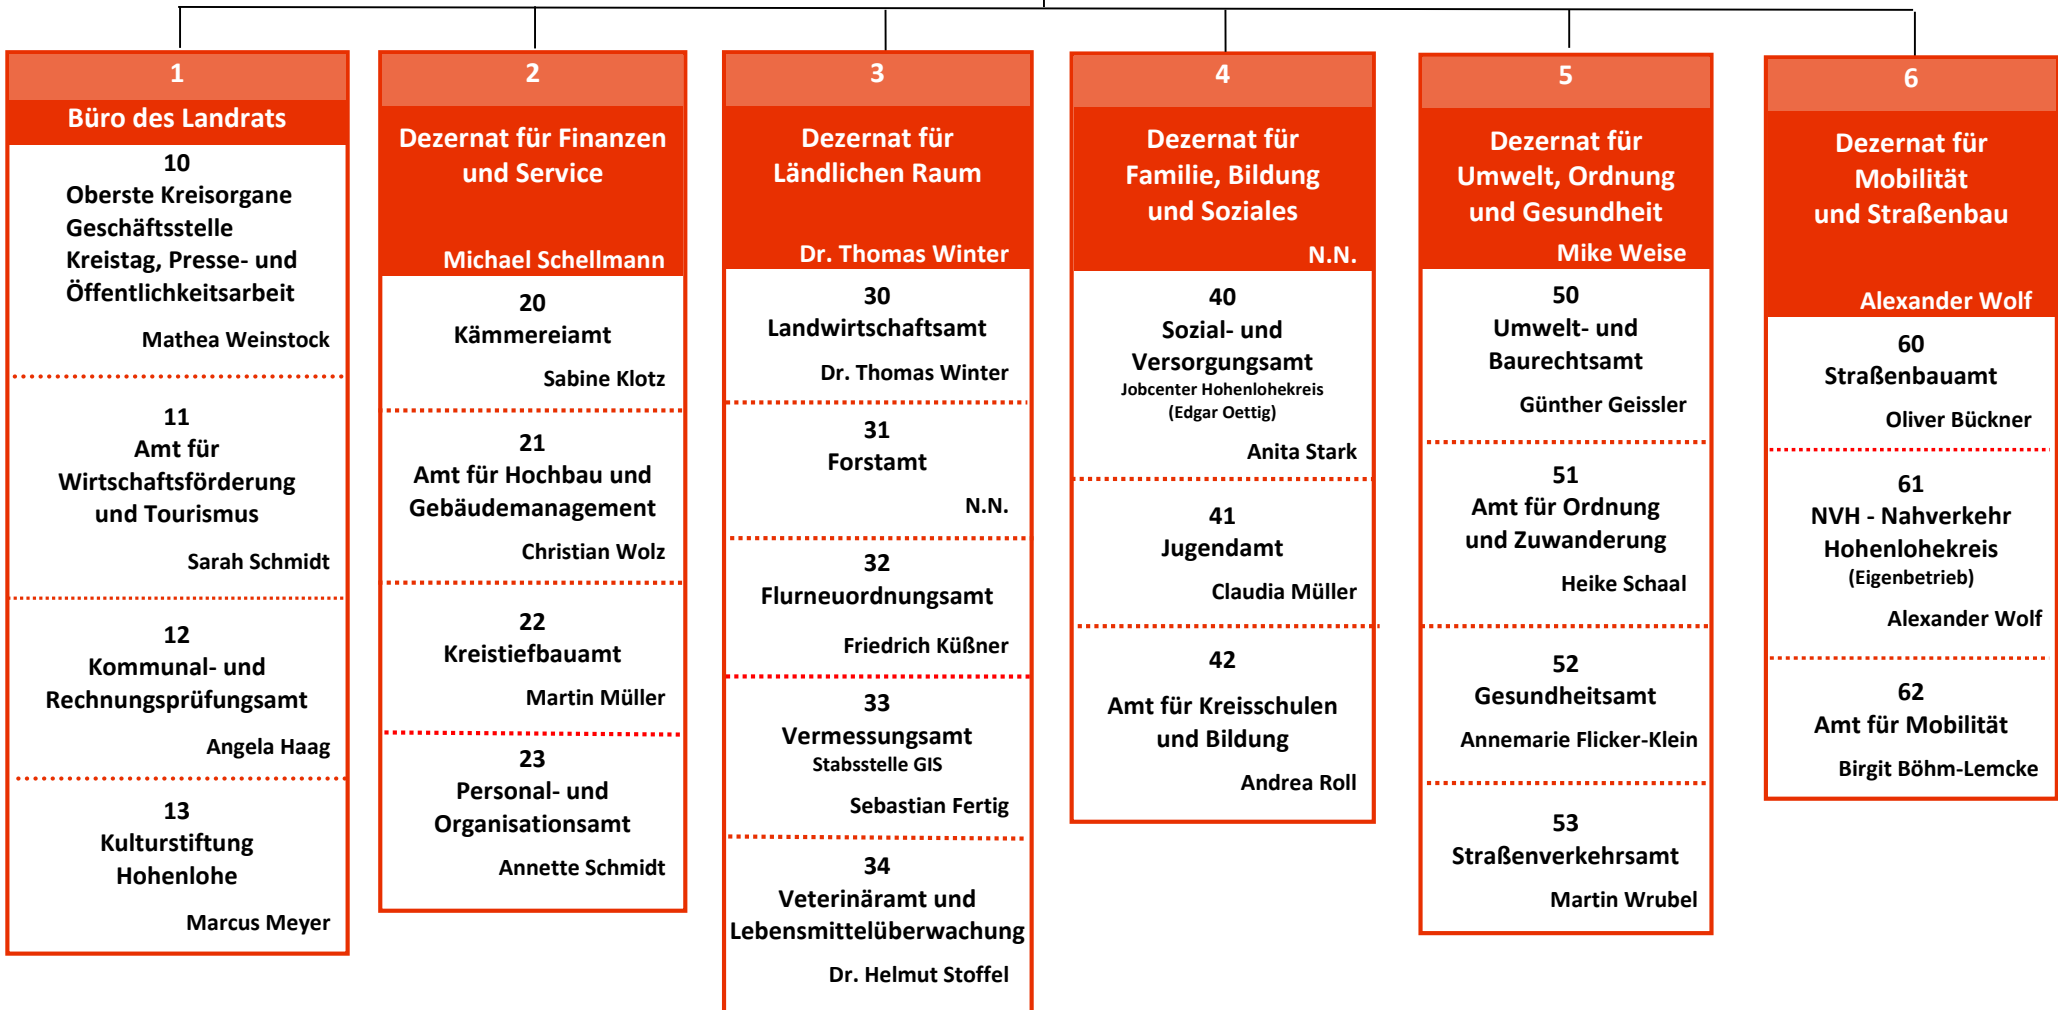 1
Büro des Landrats
10
Oberste Kreisorgane
Geschäftsstelle
Kreistag, Presse- und
Öffentlichkeitsarbeit
Mathea Weinstock
11
Amt für
Wirtschaftsförderung
und Tourismus
Sarah Schmidt
12
Kommunal- und
Rechnungsprüfungsamt
Angela Haag
13
Kulturstiftung
Hohenlohe
Marcus Meyer
2
Dezernat für Finanzen
und Service
Michael Schellmann
20
Kämmereiamt
Sabine Klotz
21
Amt für Hochbau und
Gebäudemanagement
Christian Wolz
22
Kreistiefbauamt
Martin Müller
23
Personal- und
Organisationsamt
Annette Schmidt
3
Dezernat für
Ländlichen Raum
Dr. Thomas Winter
30
Landwirtschaftsamt
Dr. Thomas Winter
31
Forstamt
N.N.
32
Flurneuordnungsamt
Friedrich Küßner
33
Vermessungsamt
Stabsstelle GIS
Sebastian Fertig
34
Veterinäramt und
Lebensmittelüberwachung
Dr. Helmut Stoffel
4
Dezernat für
Familie, Bildung
und Soziales
N.N.
40
Sozial- und
Versorgungsamt
Jobcenter Hohenlohekreis
(Edgar Oettig)
Anita Stark
41
Jugendamt
Claudia Müller
42
Amt für Kreisschulen
und Bildung
Andrea Roll
5
Dezernat für
Umwelt, Ordnung
und Gesundheit
Mike Weise
50
Umwelt- und
Baurechtsamt
Günther Geissler
51
Amt für Ordnung
und Zuwanderung
Heike Schaal
52
Gesundheitsamt
Annemarie Flicker-Klein
53
Straßenverkehrsamt
Martin Wrubel
6
Dezernat für
Mobilität
und Straßenbau
Alexander Wolf
60
Straßenbauamt
Oliver Bückner
61
NVH - Nahverkehr
Hohenlohekreis
(Eigenbetrieb)
Alexander Wolf
62
Amt für Mobilität
Birgit Böhm-Lemcke